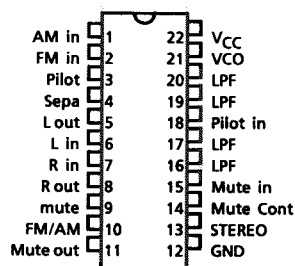 AM in 1 22 VCC
FM in 2 21 VCO
Pilot 3 20 LPF
Sepa 4 19 LPF
L out 5 18 Pilot in
L in 6 17 LPF
R in 7 16 LPF
R out 8 15 Mute in
mute 9 14 Mute Cont
FM/AM 10 13 STEREO
Mute out 11 12 GND